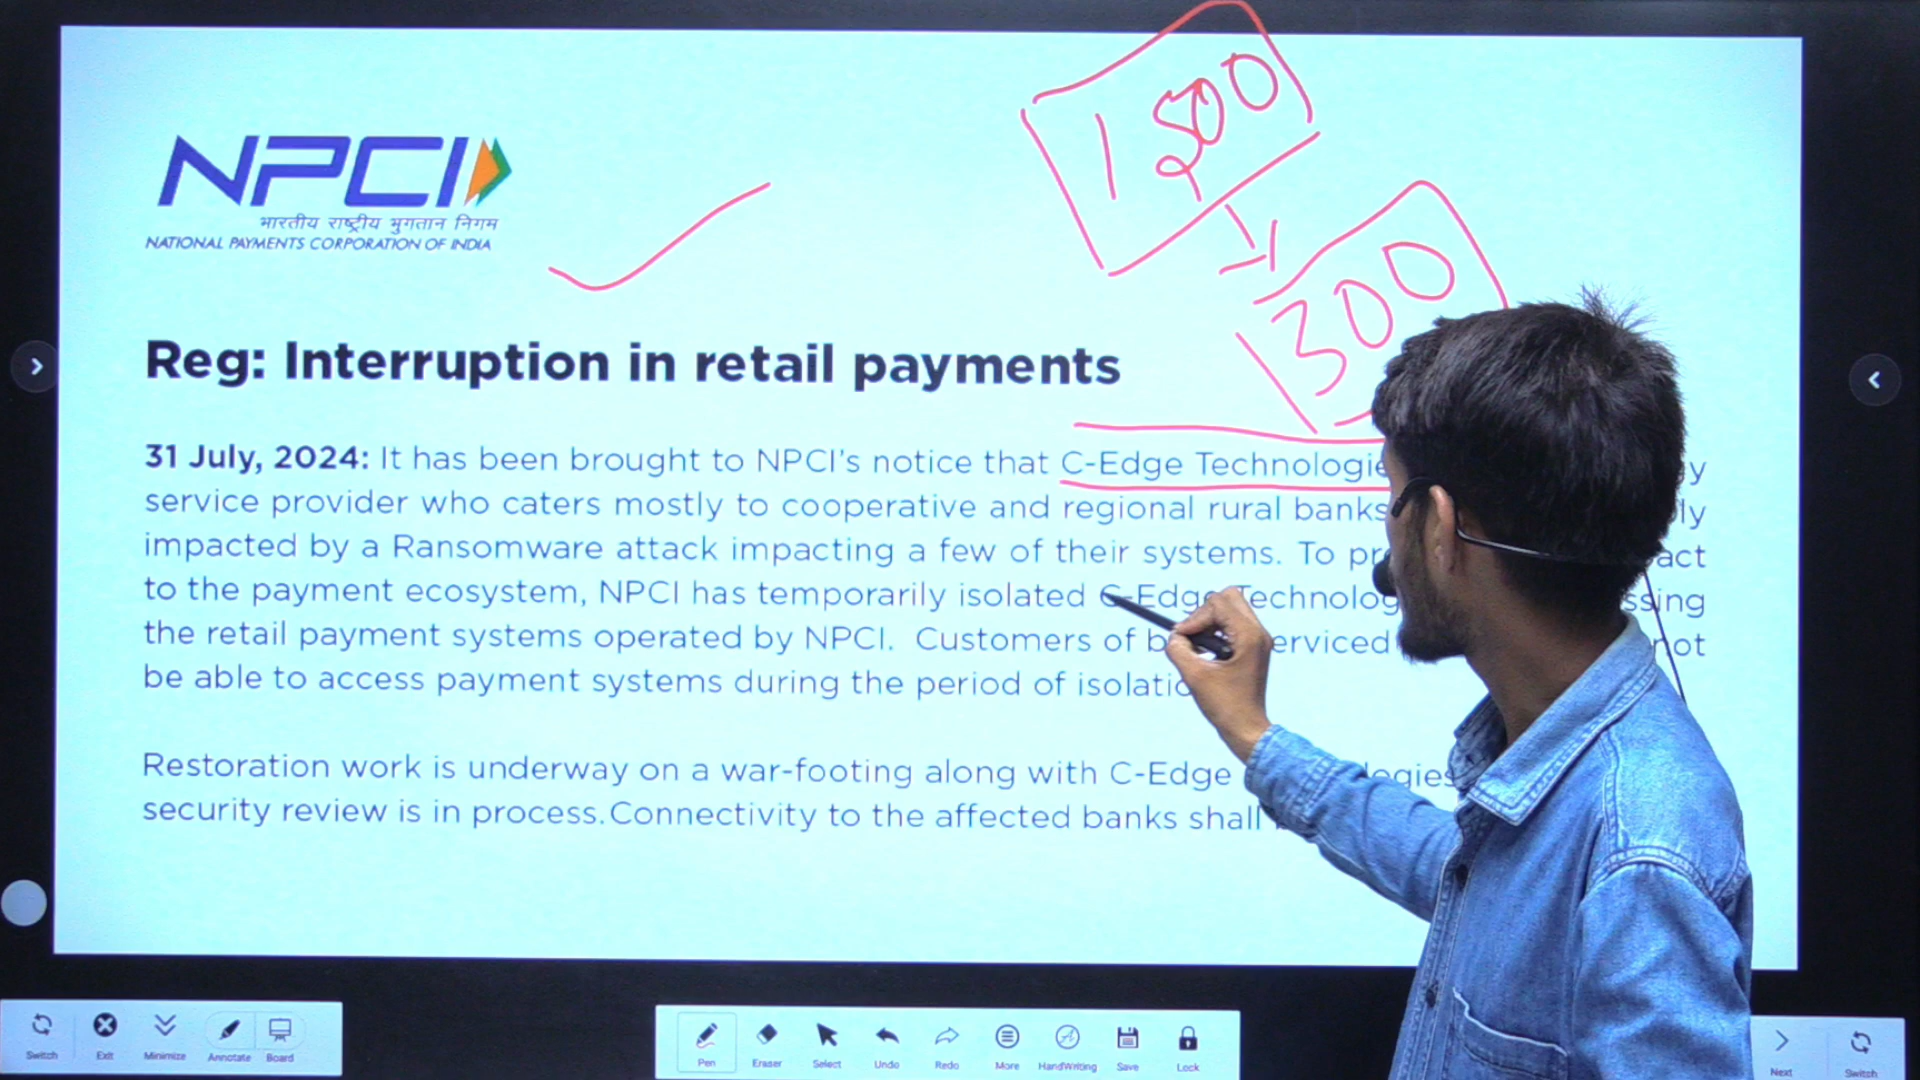 1500
NPCI
भारतीय राष्ट्रीय भुगतान निगम
NATIONAL PAYMENTS CORPORATION OF INDIA
300
Reg: Interruption in retail payments
31 July, 2024: It has been brought to NPCI's notice that C-Edge Technologie
service provider who caters mostly to cooperative and regional rural banks
impacted by a Ransomware attack impacting a few of their systems. To
to the payment ecosystem, NPCI has temporarily isolated C-Edge Technolog
the retail payment systems operated by NPCI. Customers of serviced not
be able to access payment systems during the period of
Restoration work is underway on a war-footing along with C-Edge
security review is in process. Connectivity to the affected banks shall
Switch Exit Minimize Annotate Board Pen Eraser Select Undo Redo More HandWriting Save Lock Next Switch